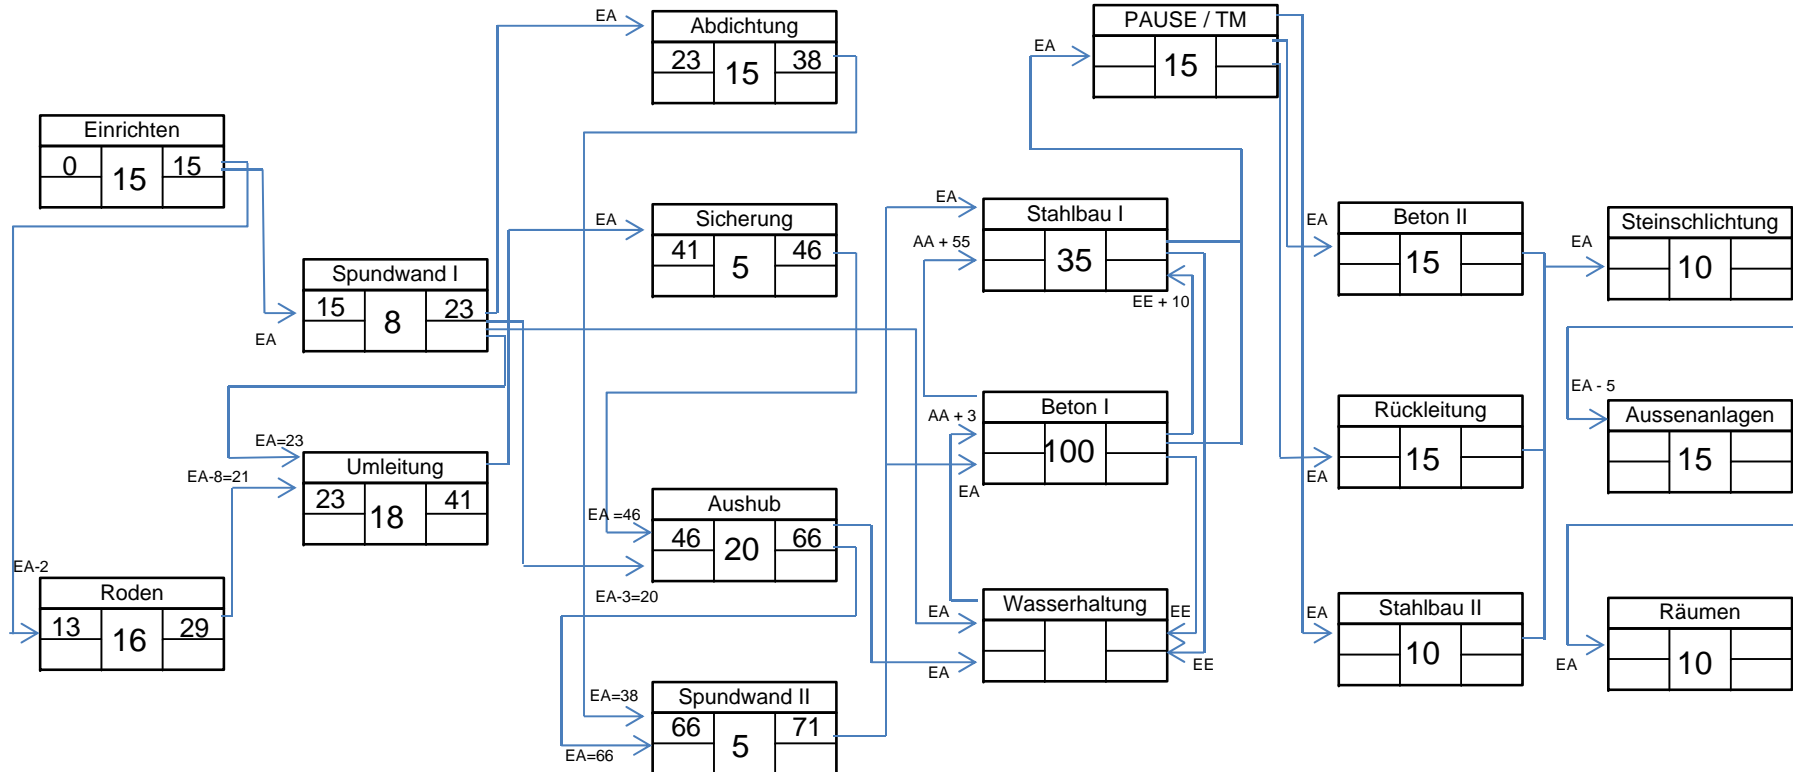 EA
Abdichtung
23 15 38
PAUSE / TM
EA
15
Einrichten
0 15 15
EA
Sicherung
41 5 46
EA
Stahlbau I
AA + 55
35
EE + 10
EA
Beton II
15
EA
Steinschlichtung
10
Spundwand I
15 8 23
EA
EA - 5
Aussenanlagen
15
AA + 3
Beton I
100
EA
Rückleitung
15
EA
EA=23
EA-8=21
Umleitung
23 18 41
EA =46
Aushub
46 20 66
EA-3=20
EA-2
Roden
13 16 29
Wasserhaltung
EA
EE
EA
EE
EA
Stahlbau II
10
Räumen
EA
10
EA=38
Spundwand II
66 5 71
EA=66